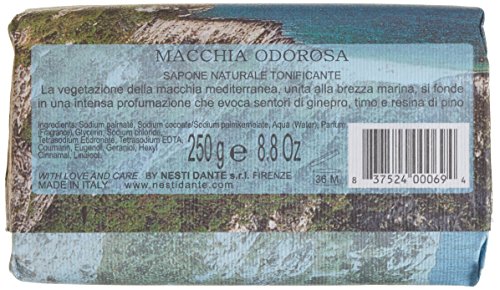 MACCHIA ODOROSA
SAPONE NATURALE TONIFICANTE
La vegetazione della macchia mediterranea, unita alla brezza marina, si fonde
in una intensa profumazione che evoca sentori di ginepro, timo e resina di pino
Ingredients: Sodium palmate, Sodium cocoate/Sodium palmkernelate, Aqua (Water), Parfum
(Fragrance), Glycerin, Sodium chloride,
Tetrasodium Etidronate, Tetrasodium EDTA,
Coumarin, Eugenol, Geraniol, Hexyl
Cinnamal, Linalool.
250 g e 8.8 Oz
WITH LOVE AND CARE BY NESTI DANTE s.r.l. FIRENZE
MADE IN ITALY. www.nestidante.com
36 M
8 37524 00069 4